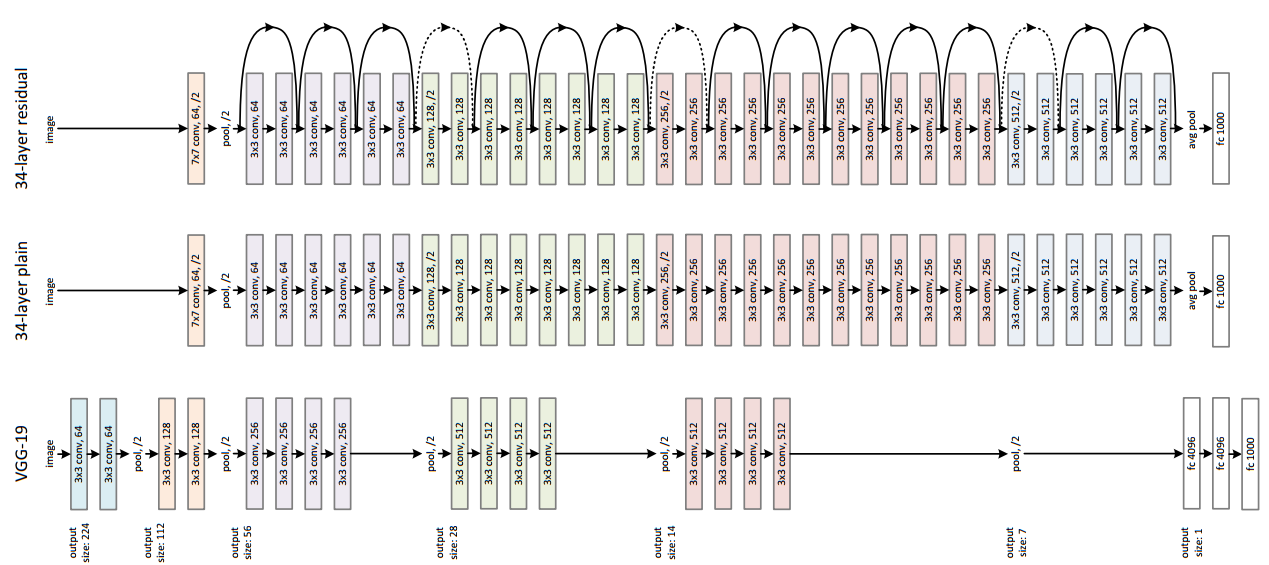 34-layer residual
image
7x7 conv, 64, /2
pool, /2
3x3 conv, 64
3x3 conv, 64
3x3 conv, 64
3x3 conv, 64
3x3 conv, 64
3x3 conv, 64
3x3 conv, 128, /2
3x3 conv, 128
3x3 conv, 128
3x3 conv, 128
3x3 conv, 128
3x3 conv, 128
3x3 conv, 128
3x3 conv, 128
3x3 conv, 256, /2
3x3 conv, 256
3x3 conv, 256
3x3 conv, 256
3x3 conv, 256
3x3 conv, 256
3x3 conv, 256
3x3 conv, 256
3x3 conv, 256
3x3 conv, 256
3x3 conv, 256
3x3 conv, 256
3x3 conv, 512, /2
3x3 conv, 512
3x3 conv, 512
3x3 conv, 512
3x3 conv, 512
3x3 conv, 512
avg pool
fc 1000
34-layer plain
image
7x7 conv, 64, /2
pool, /2
3x3 conv, 64
3x3 conv, 64
3x3 conv, 64
3x3 conv, 64
3x3 conv, 64
3x3 conv, 64
3x3 conv, 128, /2
3x3 conv, 128
3x3 conv, 128
3x3 conv, 128
3x3 conv, 128
3x3 conv, 128
3x3 conv, 128
3x3 conv, 128
3x3 conv, 256, /2
3x3 conv, 256
3x3 conv, 256
3x3 conv, 256
3x3 conv, 256
3x3 conv, 256
3x3 conv, 256
3x3 conv, 256
3x3 conv, 256
3x3 conv, 256
3x3 conv, 256
3x3 conv, 256
3x3 conv, 512, /2
3x3 conv, 512
3x3 conv, 512
3x3 conv, 512
3x3 conv, 512
3x3 conv, 512
avg pool
fc 1000
VGG-19
image
3x3 conv, 64
3x3 conv, 64
pool, /2
3x3 conv, 128
3x3 conv, 128
pool, /2
3x3 conv, 256
3x3 conv, 256
3x3 conv, 256
3x3 conv, 256
pool, /2
3x3 conv, 512
3x3 conv, 512
3x3 conv, 512
3x3 conv, 512
pool, /2
3x3 conv, 512
3x3 conv, 512
3x3 conv, 512
3x3 conv, 512
pool, /2
fc 4096
fc 4096
fc 1000
output
size: 224
output
size: 112
output
size: 56
output
size: 28
output
size: 14
output
size: 7
output
size: 1